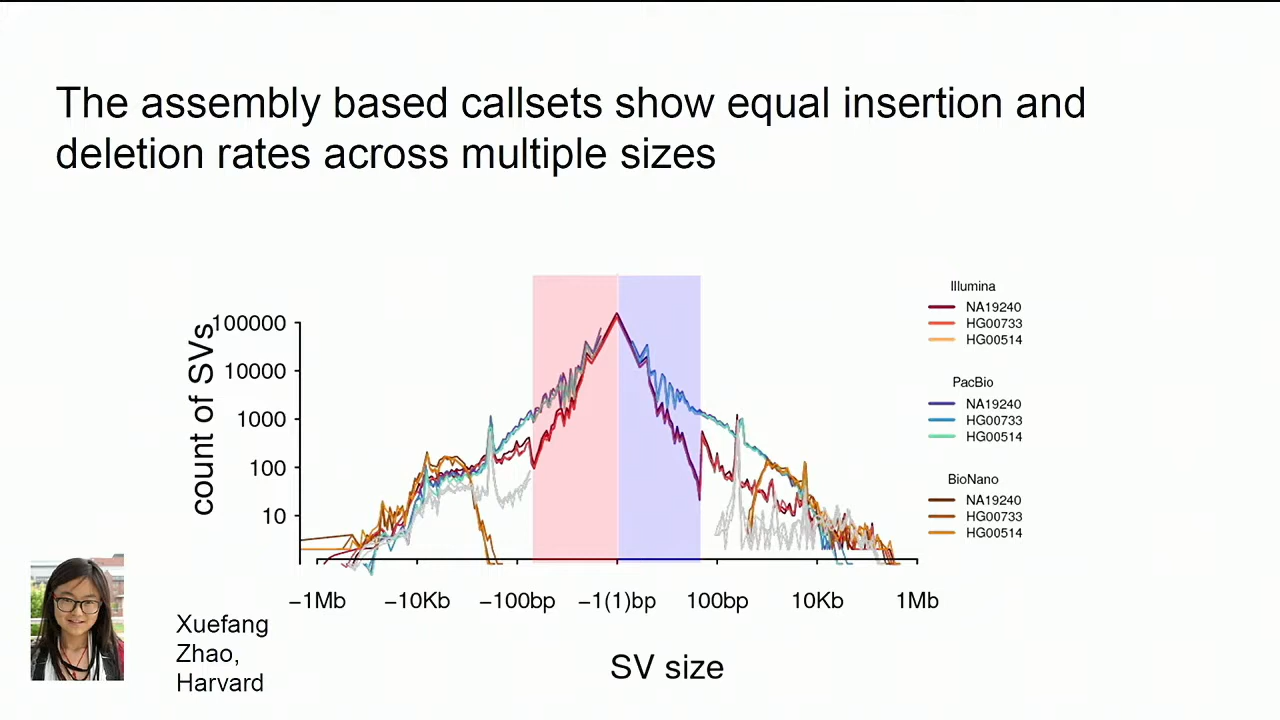 The assembly based callsets show equal insertion and
deletion rates across multiple sizes
count of SVs
100000
10000
1000
100
10
−1Mb −10Kb −100bp −1(1)bp 100bp 10Kb 1Mb
SV size
Illumina
NA19240
HG00733
HG00514
PacBio
NA19240
HG00733
HG00514
BioNano
NA19240
HG00733
HG00514
Xuefang
Zhao,
Harvard